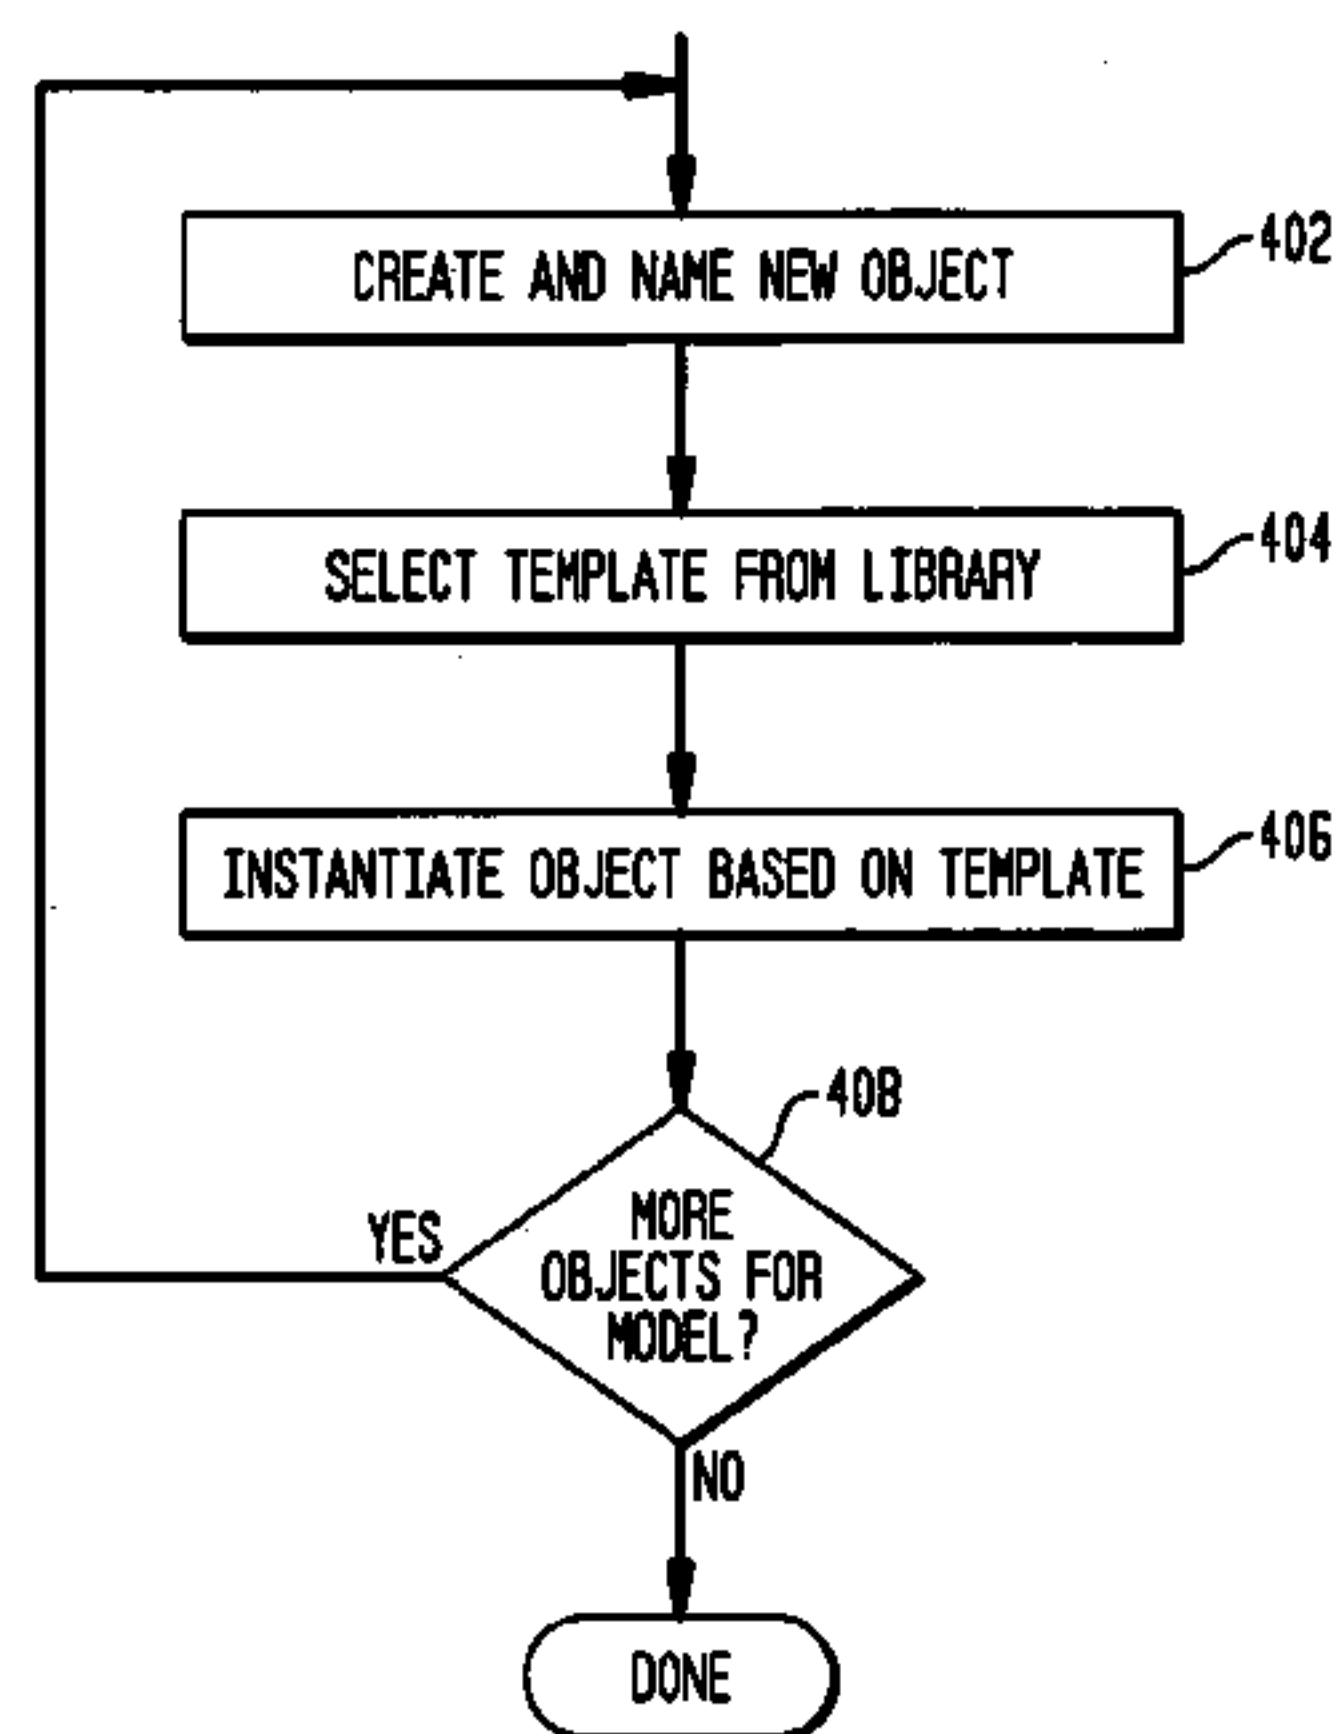 CREATE AND NAME NEW OBJECT
402
SELECT TEMPLATE FROM LIBRARY
404
INSTANTIATE OBJECT BASED ON TEMPLATE
406
408
MORE
OBJECTS FOR
MODEL?
YES
NO
DONE